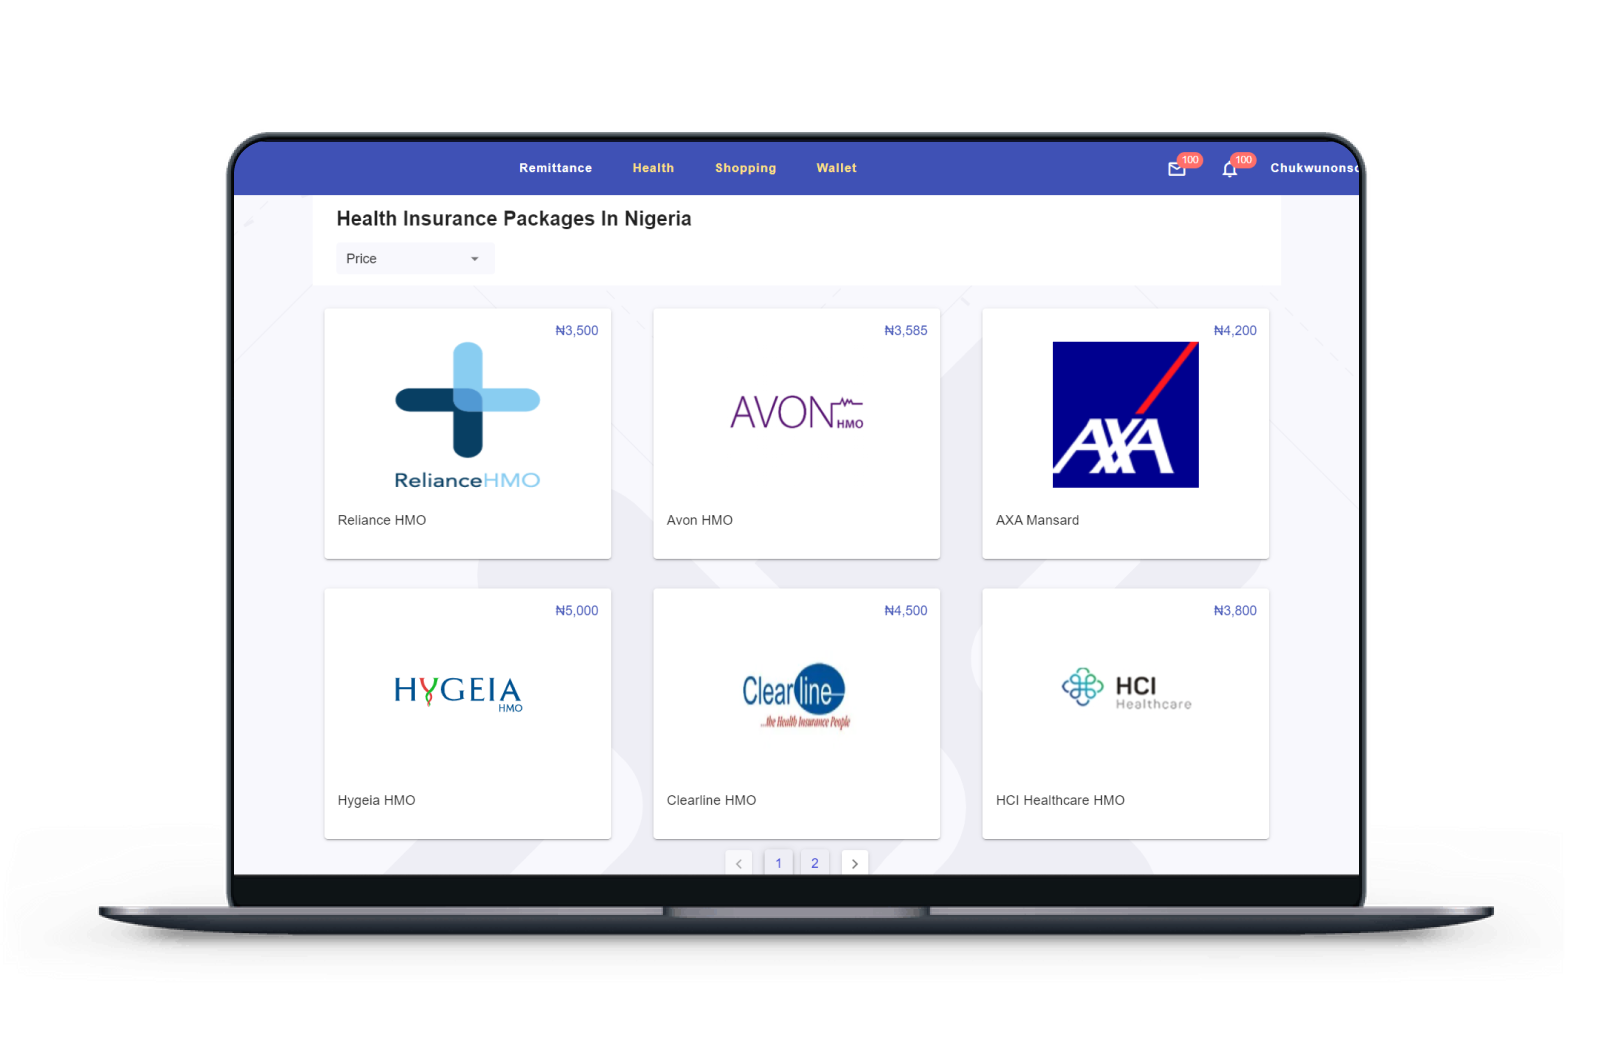 Remittance Health Shopping Wallet 100 100 Chukwunonso
Health Insurance Packages In Nigeria
Price
₦3,500
RelianceHMO
Reliance HMO
₦3,585
AVON HMO
Avon HMO
₦4,200
AXA
AXA Mansard
₦5,000
HYGEIA
HMO
Hygeia HMO
₦4,500
Clearline
...the Health Insurance People
Clearline HMO
₦3,800
HCI
Healthcare
HCI Healthcare HMO
1 2